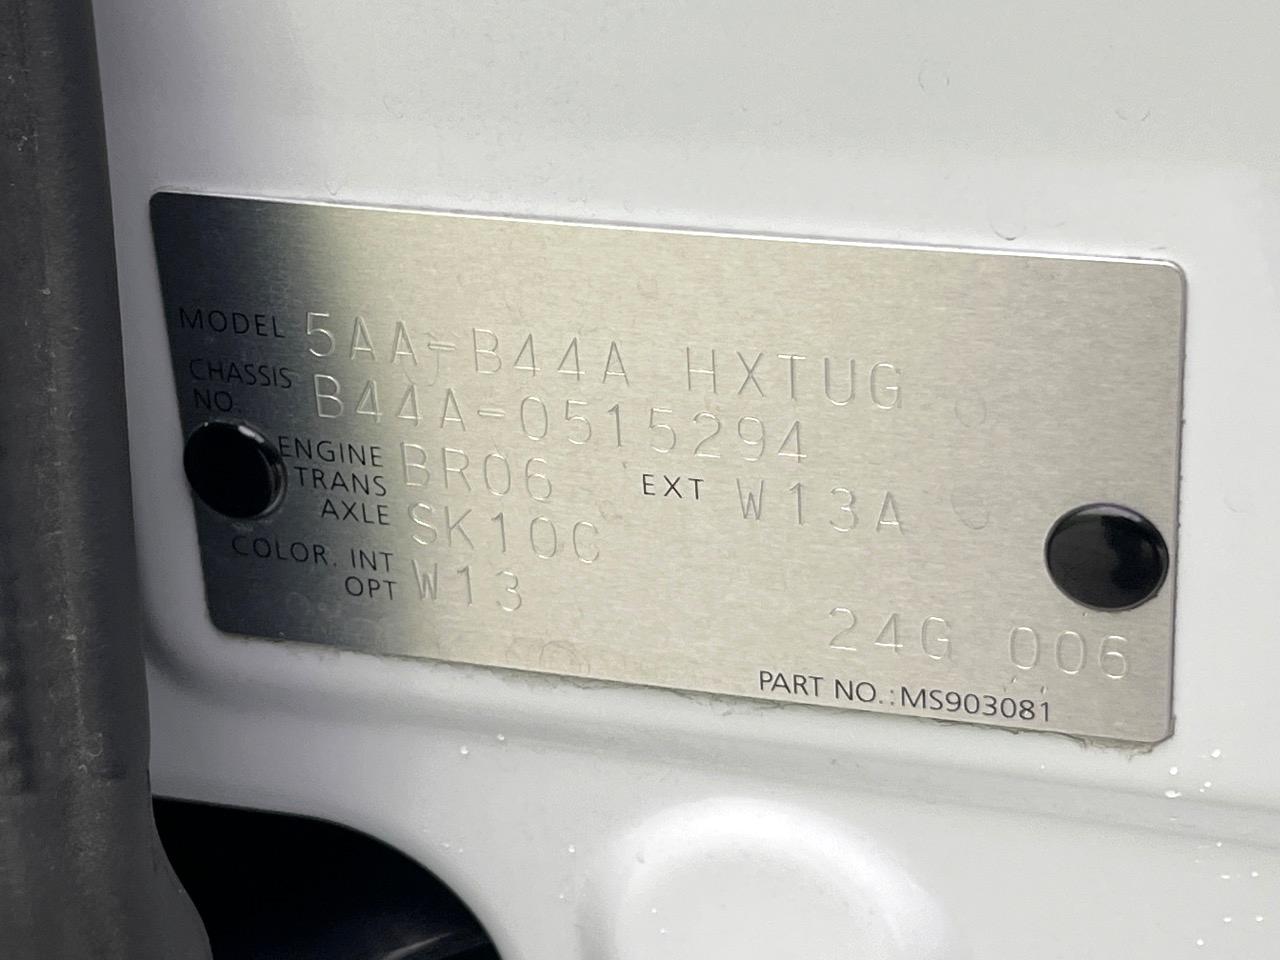 MODEL 5AA-B44A HXTUG
CHASSIS NO. B44A-0515294
ENGINE BR06 EXT W13A
TRANS AXLE SK10C
COLOR. INT OPT W13
24G 006
PART NO.:MS903081